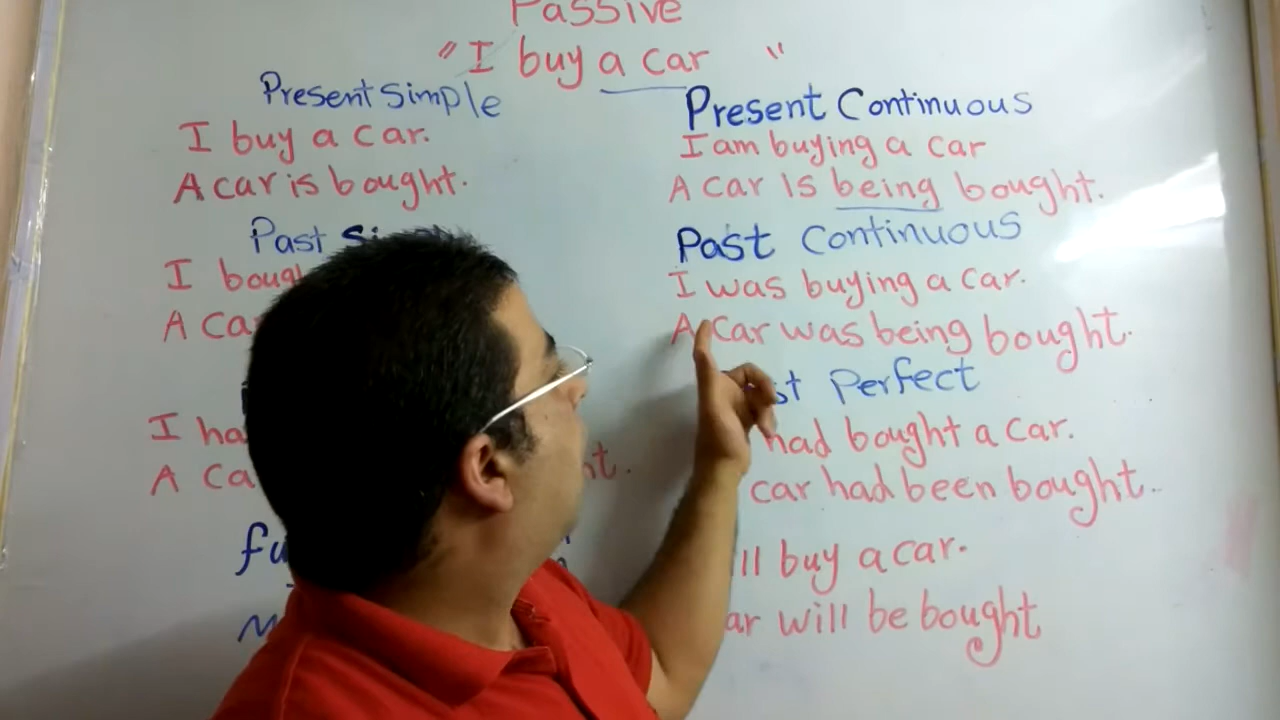 Passive
"I buy a car "
Present Simple
I buy a car.
A car is bought.
Past
I
A
I
A
Present Continuous
I am buying a car
A car is being bought.
Past Continuous
I was buying a car.
A car was being bought.
Perfect
had bought a car.
car had been bought.
buy a car.
will be bought